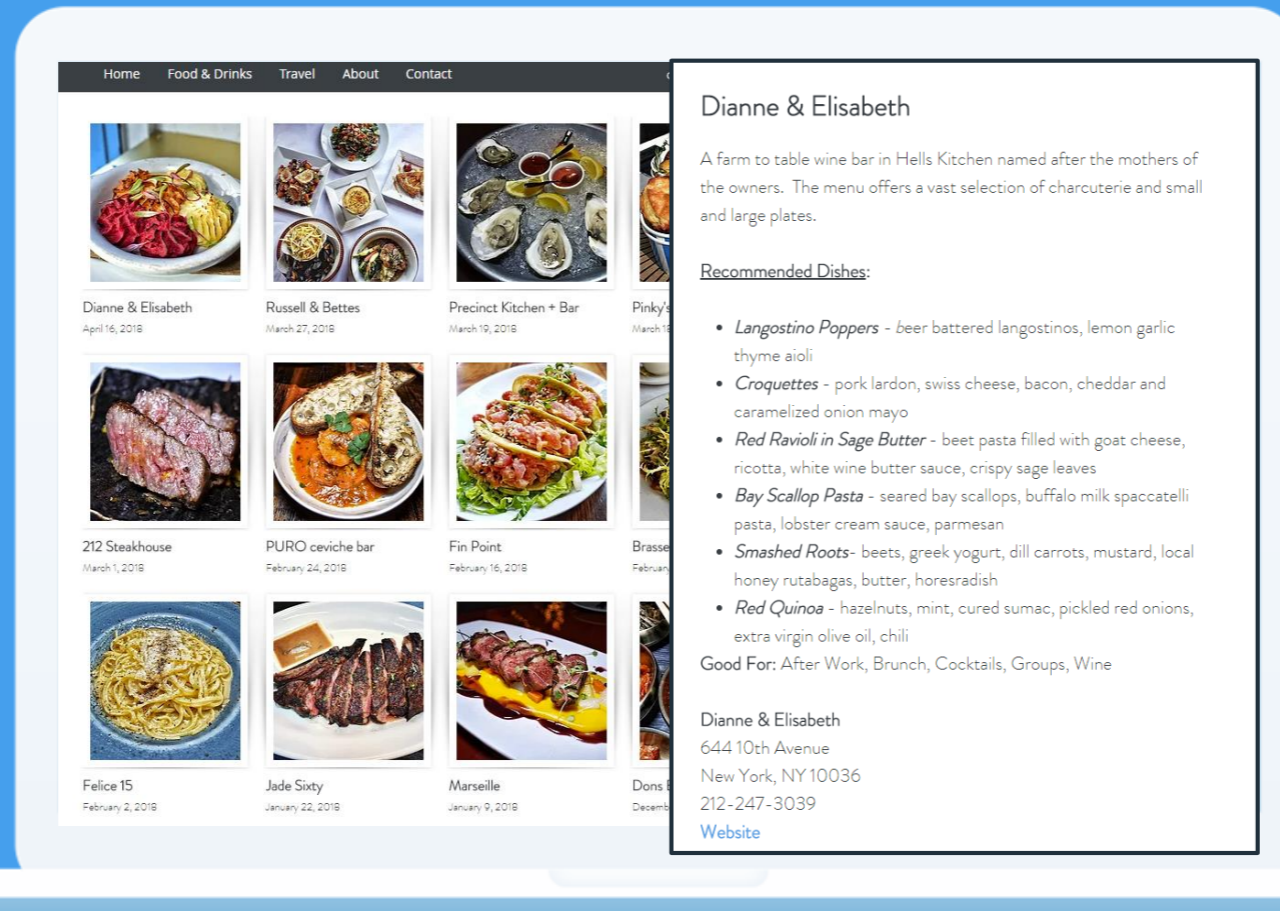 Home Food & Drinks Travel About Contact
Dianne & Elisabeth
April 16, 2018
Russell & Bettes
March 27, 2018
Precinct Kitchen + Bar
March 19, 2018
Pinky's
March
212 Steakhouse
March 1, 2018
PURO ceviche bar
February 24, 2018
Fin Point
February 16, 2018
Brasse
Februar
Felice 15
February 2, 2018
Jade Sixty
January 22, 2018
Marseille
January 9, 2018
Dons
Decemb
Dianne & Elisabeth
A farm to table wine bar in Hells Kitchen named after the mothers of
the owners. The menu offers a vast selection of charcuterie and small
and large plates.
Recommended Dishes:
• Langostino Poppers - beer battered langostinos, lemon garlic
thyme aioli
• Croquettes - pork lardon, swiss cheese, bacon, cheddar and
caramelized onion mayo
• Red Ravioli in Sage Butter - beet pasta filled with goat cheese,
ricotta, white wine butter sauce, crispy sage leaves
• Bay Scallop Pasta - seared bay scallops, buffalo milk spaccatelli
pasta, lobster cream sauce, parmesan
• Smashed Roots- beets, greek yogurt, dill carrots, mustard, local
honey rutabagas, butter, horesradish
• Red Quinoa - hazelnuts, mint, cured sumac, pickled red onions,
extra virgin olive oil, chili
Good For: After Work, Brunch, Cocktails, Groups, Wine
Dianne & Elisabeth
644 10th Avenue
New York, NY 10036
212-247-3039
Website